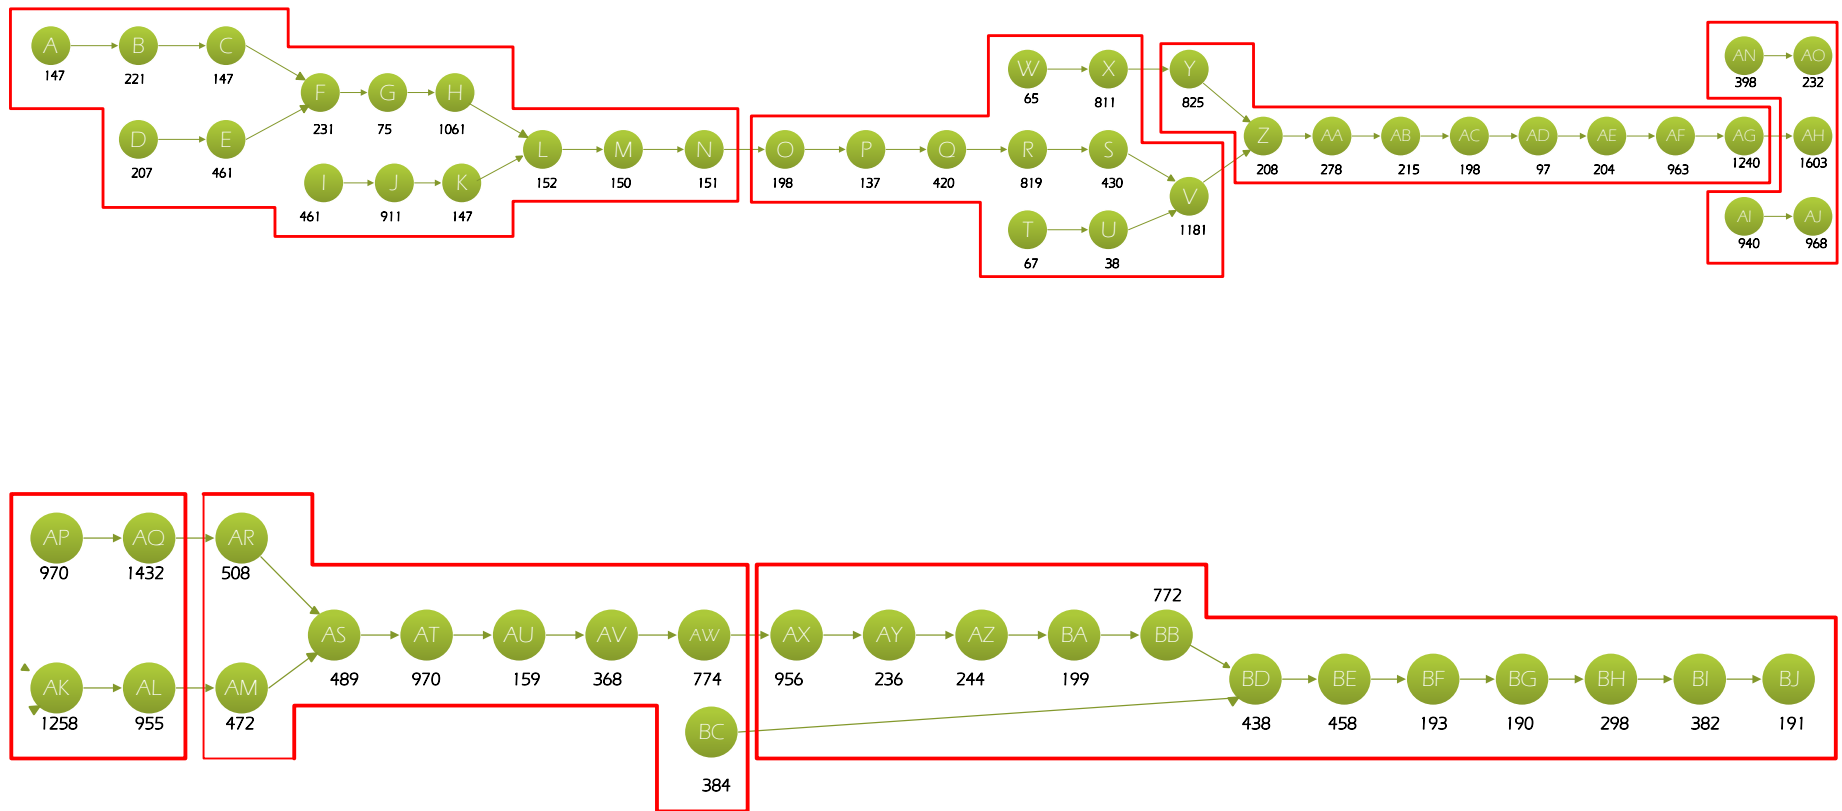 A B C
147 221 147
F G H
231 75 1061
D E
207 461
I J K
461 911 147
L M N
152 150 151
O P Q R S
198 137 420 819 430
W X
65 811
T U
67 38
V
1181
Y
825
Z AA AB AC AD AE AF AG AH
208 278 215 198 97 204 963 1240 1603
AN AO
398 232
AI AJ
940 968
AP AQ AR
970 1432 508
AK AL AM
1258 955 472
AS AT AU AV AW
489 970 159 368 774
BC
384
772
AX AY AZ BA BB
956 236 244 199
BD BE BF BG BH BI BJ
438 458 193 190 298 382 191